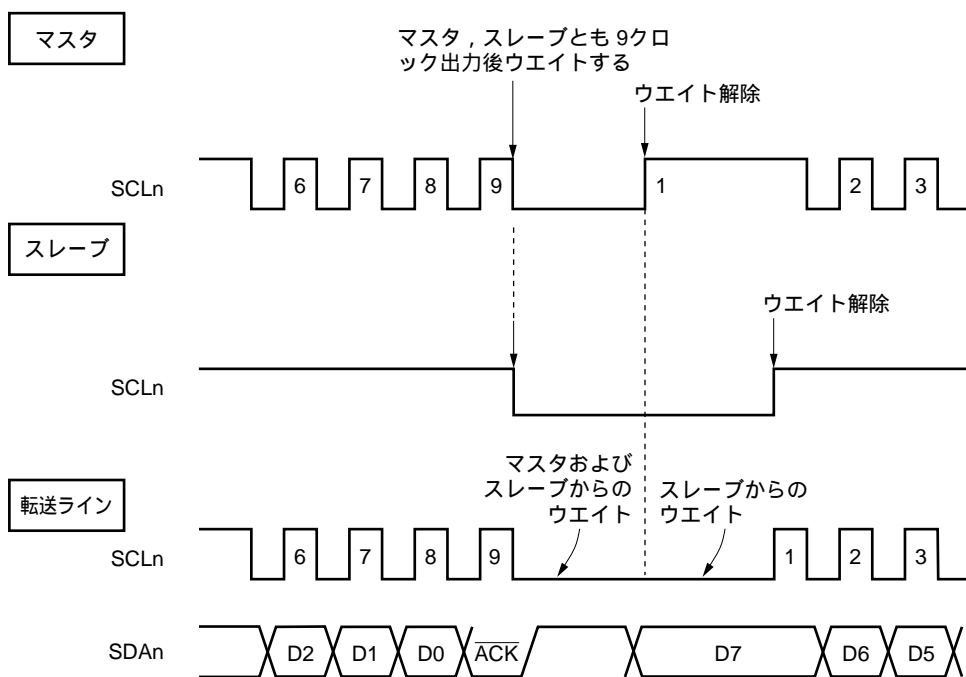 マスタ
マスタ，スレーブとも 9クロ
ック出力後ウエイトする
ウエイト解除
SCLn 6 7 8 9 1 2 3
スレーブ
ウエイト解除
SCLn
マスタおよび
スレーブからの
ウエイト
スレーブからの
ウエイト
転送ライン
SCLn 6 7 8 9 1 2 3
SDAn D2 D1 D0 ACK D7 D6 D5